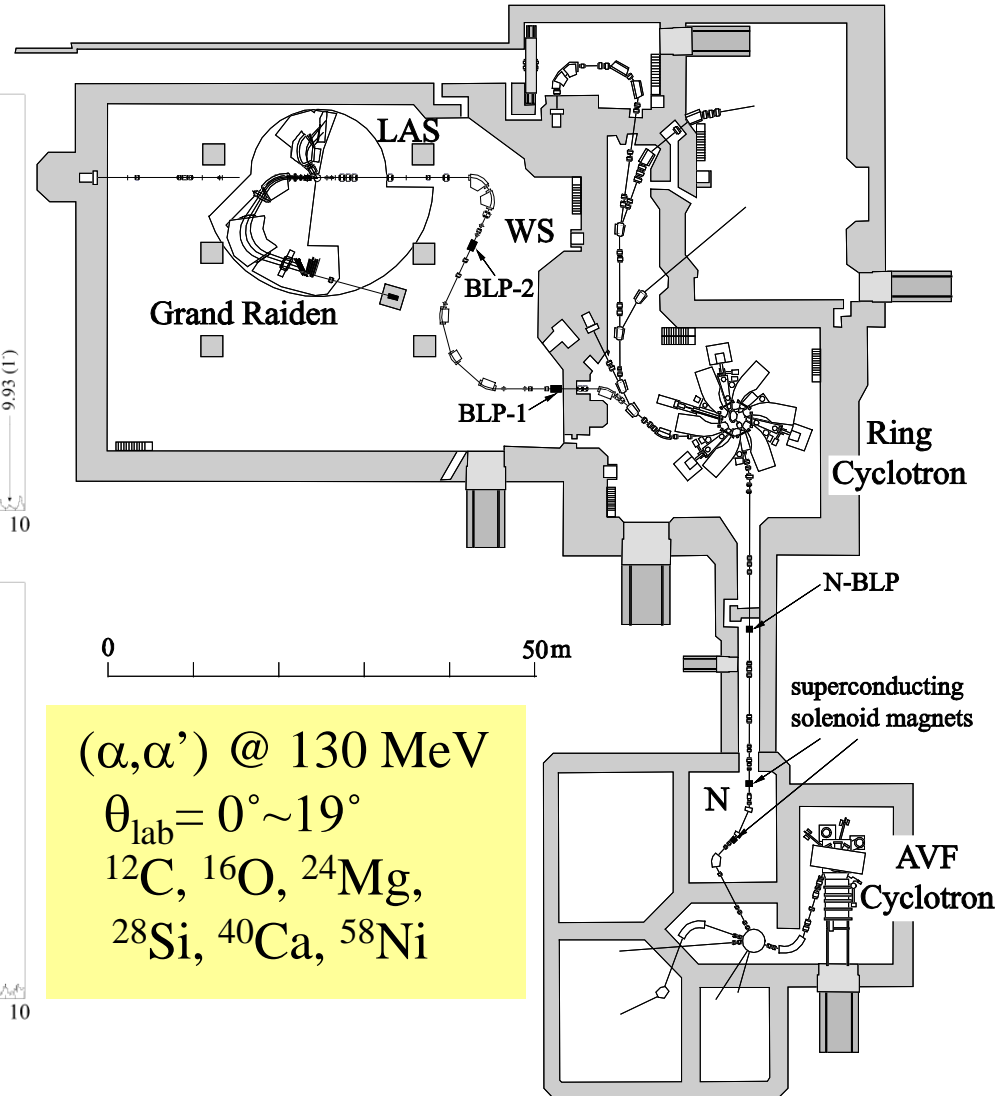 LAS
WS
BLP-2
Grand Raiden
9.93 (1⁻)
BLP-1
Ring
Cyclotron
10
N-BLP
0
50m
superconducting
solenoid magnets
(α,α’) @ 130 MeV
θlab= 0˚~19˚
¹²C, ¹⁶O, ²⁴Mg,
²⁸Si, ⁴⁰Ca, ⁵⁸Ni
N
AVF
Cyclotron
10